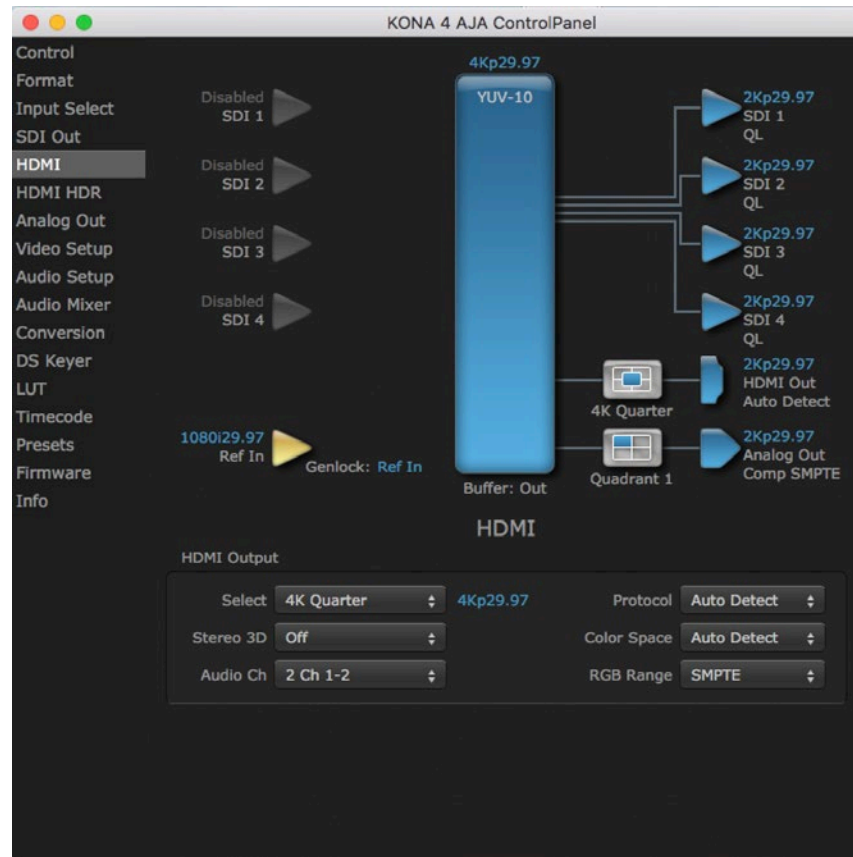 KONA 4 AJA ControlPanel
Control
Format
Input Select
SDI Out
HDMI
HDMI HDR
Analog Out
Video Setup
Audio Setup
Audio Mixer
Conversion
DS Keyer
LUT
Timecode
Presets
Firmware
Info
Disabled
SDI 1
Disabled
SDI 2
Disabled
SDI 3
Disabled
SDI 4
1080i29.97
Ref In
Genlock: Ref In
4Kp29.97
YUV-10
Buffer: Out
2Kp29.97
SDI 1
QL
2Kp29.97
SDI 2
QL
2Kp29.97
SDI 3
QL
2Kp29.97
SDI 4
QL
4K Quarter
2Kp29.97
HDMI Out
Auto Detect
Quadrant 1
2Kp29.97
Analog Out
Comp SMPTE
HDMI
HDMI Output
Select 4K Quarter 4Kp29.97 Protocol Auto Detect
Stereo 3D Off Color Space Auto Detect
Audio Ch 2 Ch 1-2 RGB Range SMPTE